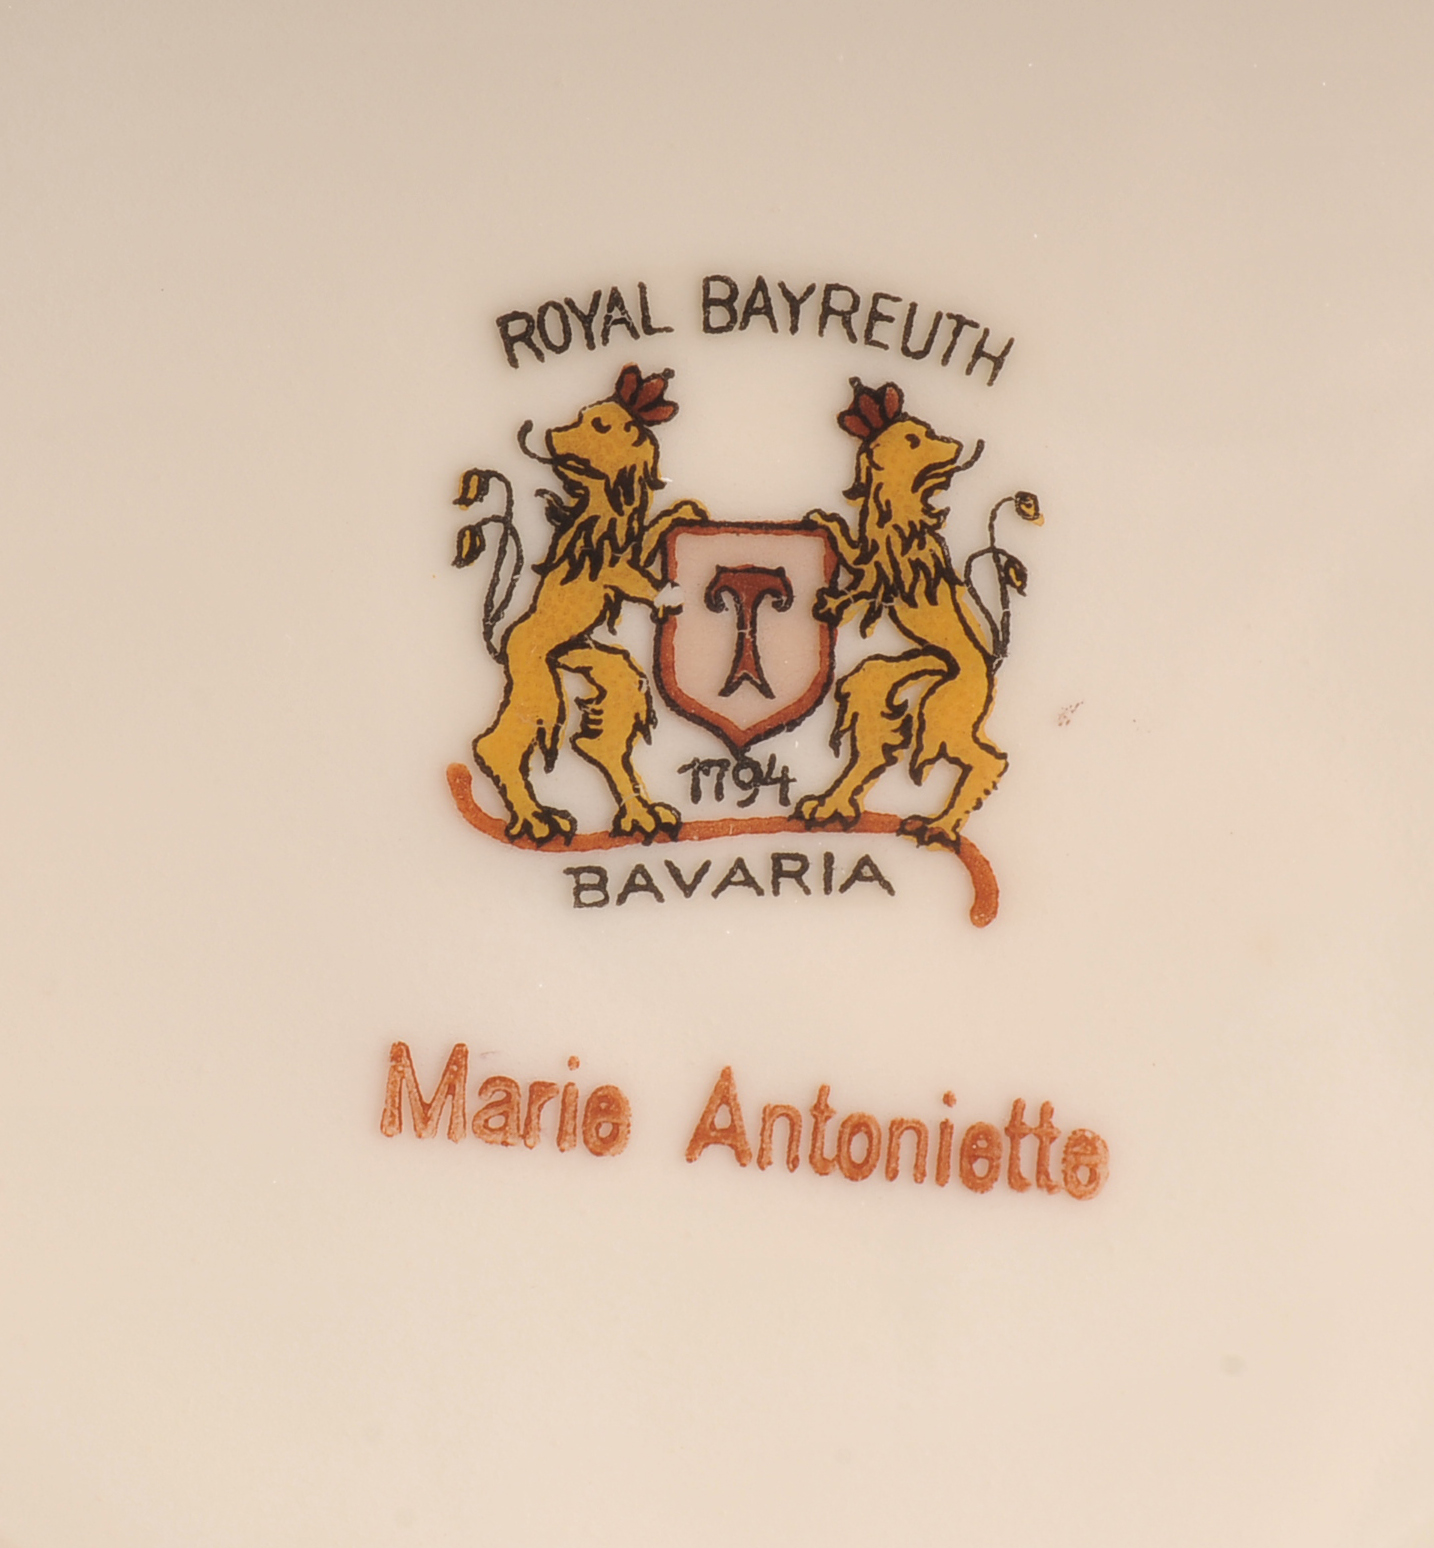 ROYAL BAYREUTH
T
1794
BAVARIA
Marie Antoniette